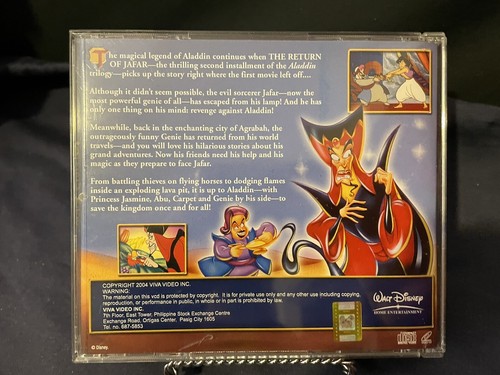 The magical legend of Aladdin continues when THE RETURN
OF JAFAR—the thrilling second installment of the Aladdin
trilogy—picks up the story right where the first movie left off....
Although it didn't seem possible, the evil sorcerer Jafar—now the
most powerful genie of all—has escaped from his lamp! And he has
only one thing on his mind: revenge against Aladdin!
Meanwhile, back in the enchanting city of Agrabah, the
outrageously funny Genie has returned from his world
travels—and you will love his hilarious stories about his
grand adventures. Now his friends need his help and his
magic as they prepare to face Jafar.
From battling thieves on flying horses to dodging flames
inside an exploding lava pit, it is up to Aladdin—with
Princess Jasmine, Abu, Carpet and Genie by his side—to
save the kingdom once and for all!
COPYRIGHT 2004 VIVA VIDEO INC.
WARNING:
The material on this vcd is protected by copyright. It is for private use only and any other use including copying,
reproduction, or performance in public, in whole or in part is prohibited by law.
VIVA VIDEO INC.
7th Floor, East Tower, Philippine Stock Exchange Centre
Exchange Road, Ortigas Center. Pasig City 1605
Tel. no. 687-5853
WALT DISNEY
HOME ENTERTAINMENT
© Disney